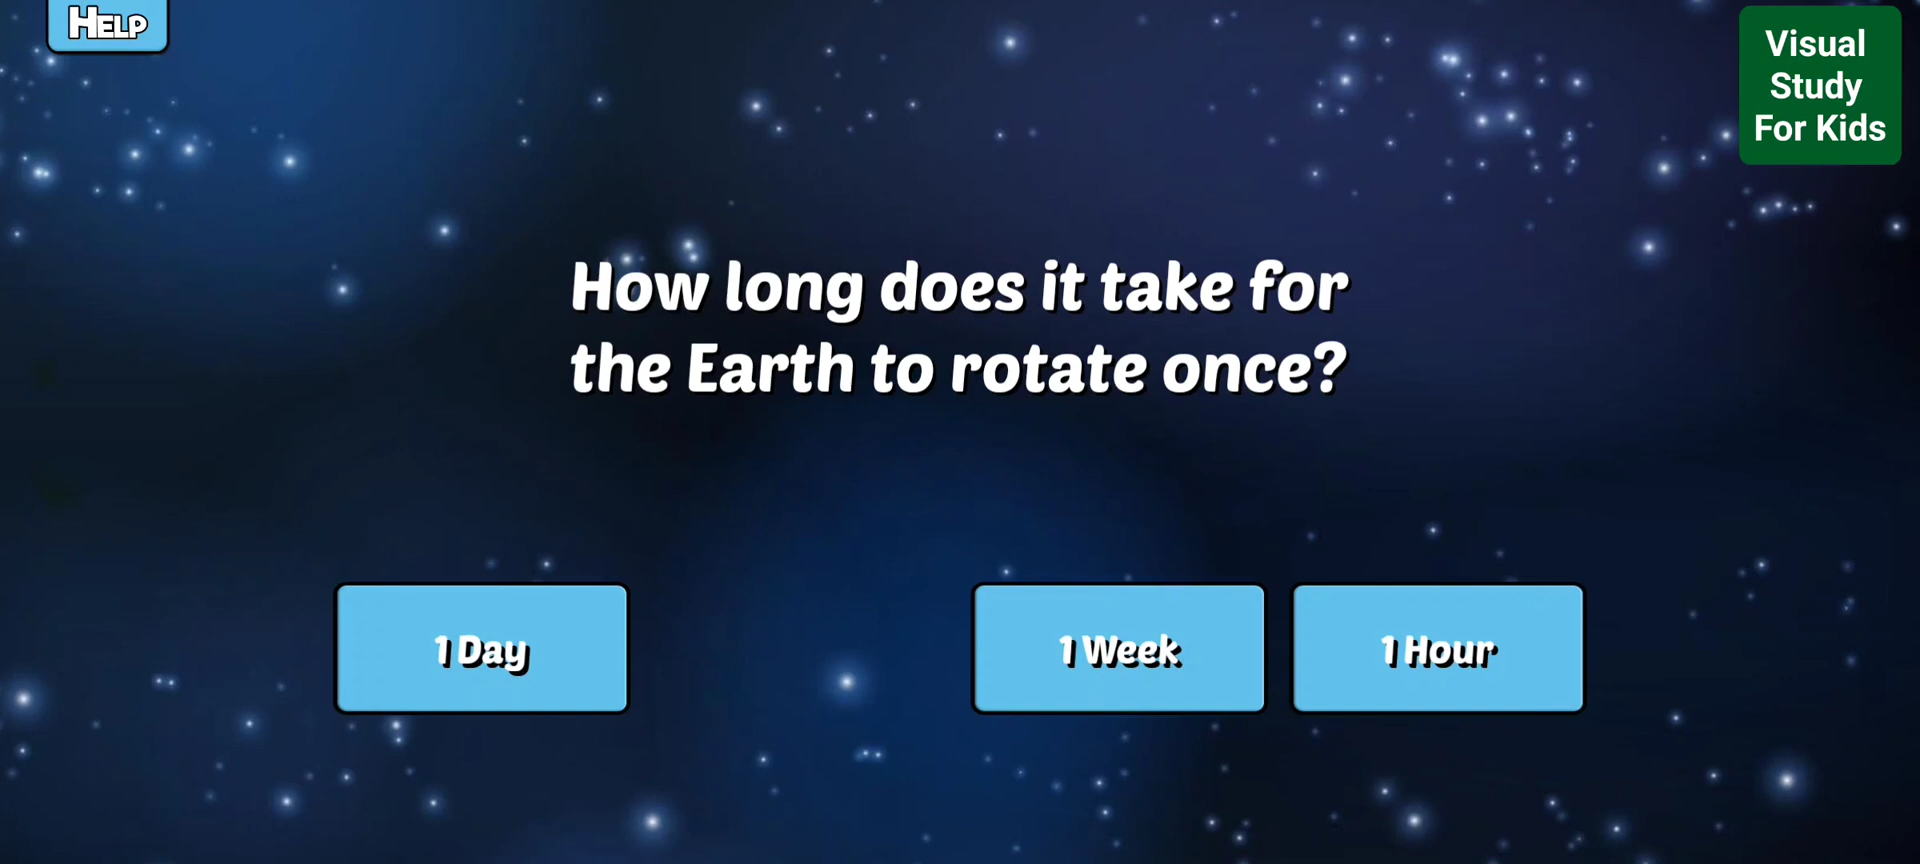 HELP
Visual
Study
For Kids
How long does it take for
the Earth to rotate once?
1 Day
1 Week
1 Hour